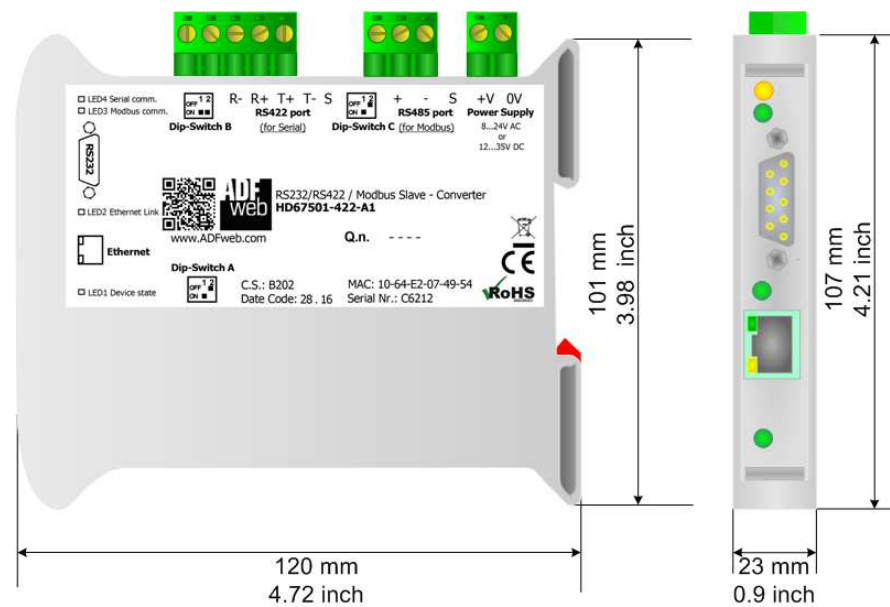 LED4 Serial comm.
LED3 Modbus comm.
OFF 1 2
ON
Dip-Switch B
R- R+ T+ T- S
RS422 port
(for Serial)
OFF 1 2
ON
Dip-Switch C
+ - S
RS485 port
(for Modbus)
+V 0V
Power Supply
8...24V AC
or
12...35V DC
RS232
ADF
web
RS232/RS422 / Modbus Slave - Converter
HD67501-422-A1
LED2 Ethernet Link
www.ADFweb.com
Q.n. - - - -
Ethernet
Dip-Switch A
OFF 1 2
ON
LED1 Device state
C.S.: B202
Date Code: 28 . 16
MAC: 10-64-E2-07-49-54
Serial Nr.: C6212
CE
RoHS
101 mm
3.98 inch
107 mm
4.21 inch
120 mm
4.72 inch
23 mm
0.9 inch